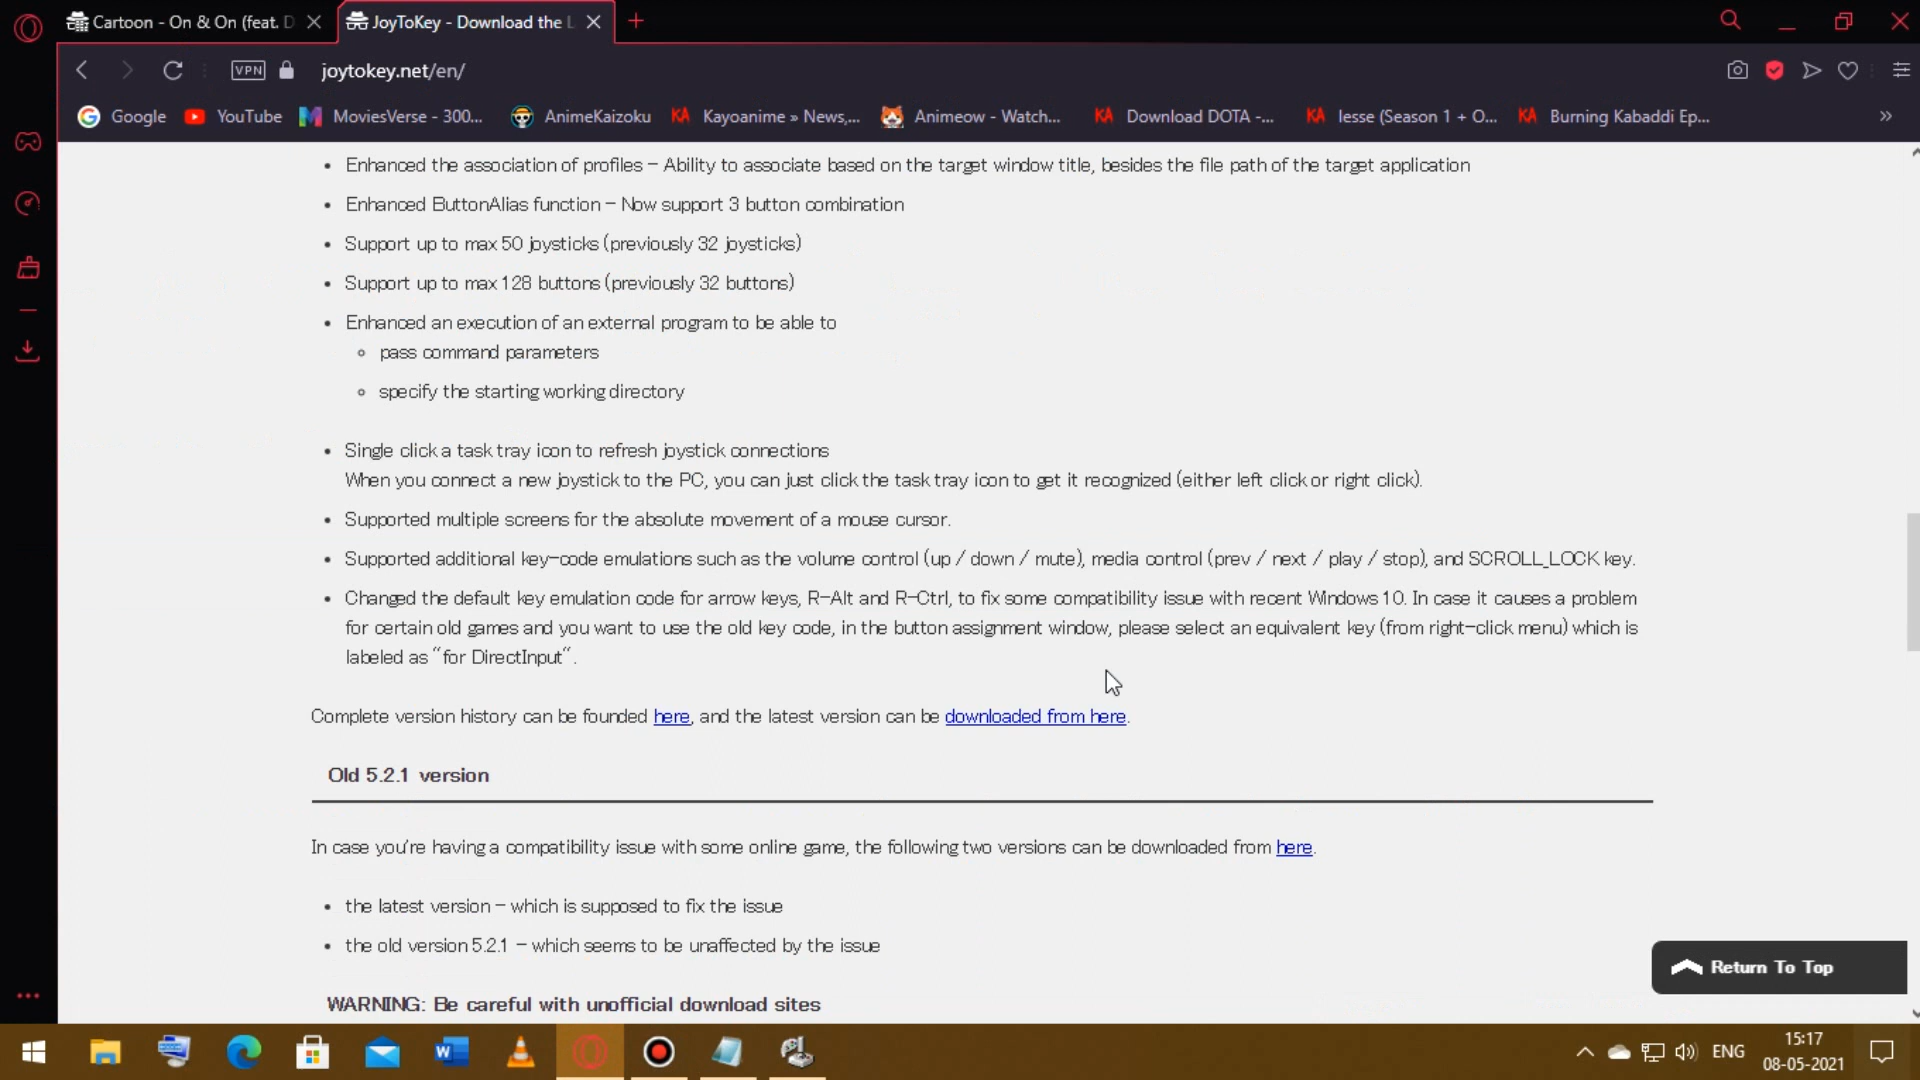 Cartoon - On & On (feat. D
JoyToKey - Download the L
VPN
joytokey.net/en/
Google
YouTube
MoviesVerse - 300...
AnimeKaizoku
Kayoanime » News,...
Animeow - Watch...
Download DOTA -...
Iesse (Season 1 + O...
Burning Kabaddi Ep...
• Enhanced the association of profiles – Ability to associate based on the target window title, besides the file path of the target application
• Enhanced ButtonAlias function – Now support 3 button combination
• Support up to max 50 joysticks (previously 32 joysticks)
• Support up to max 128 buttons (previously 32 buttons)
• Enhanced an execution of an external program to be able to
pass command parameters
specify the starting working directory
• Single click a task tray icon to refresh joystick connections
When you connect a new joystick to the PC, you can just click the task tray icon to get it recognized (either left click or right click).
• Supported multiple screens for the absolute movement of a mouse cursor.
• Supported additional key-code emulations such as the volume control (up / down / mute), media control (prev / next / play / stop), and SCROLL_LOCK key.
• Changed the default key emulation code for arrow keys, R-Alt and R-Ctrl, to fix some compatibility issue with recent Windows 10. In case it causes a problem
for certain old games and you want to use the old key code, in the button assignment window, please select an equivalent key (from right-click menu) which is
labeled as "for DirectInput".
Complete version history can be founded here, and the latest version can be downloaded from here.
Old 5.2.1 version
In case you're having a compatibility issue with some online game, the following two versions can be downloaded from here.
• the latest version – which is supposed to fix the issue
• the old version 5.2.1 – which seems to be unaffected by the issue
Return To Top
WARNING: Be careful with unofficial download sites
ENG
15:17
08-05-2021